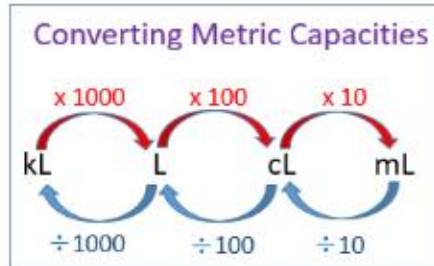 Converting Metric Capacities
x 1000 x 100 x 10
kL L cL mL
÷1000 ÷100 ÷10